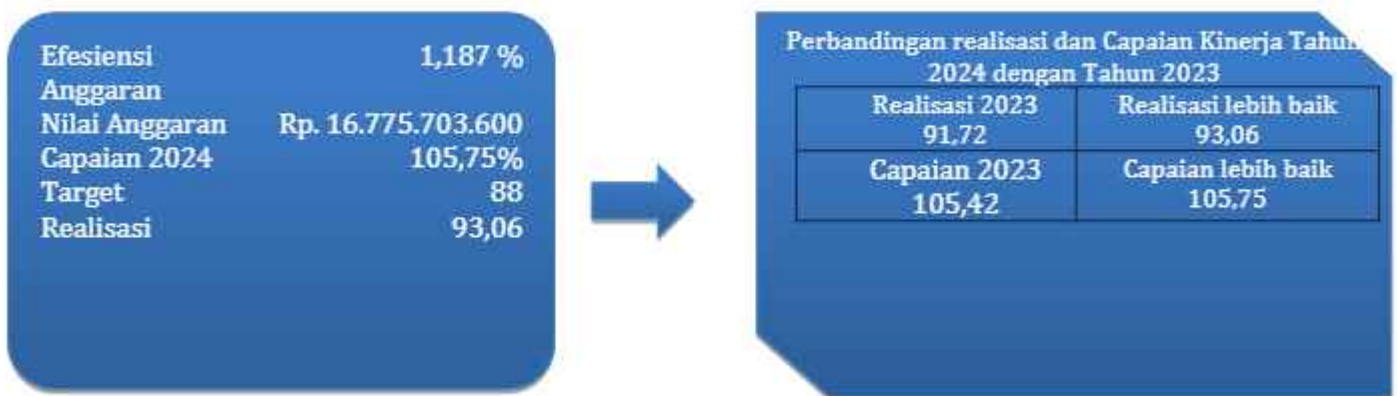 Efesiensi 1,187 %
Anggaran
Nilai Anggaran Rp. 16.775.703.600
Capaian 2024 105,75%
Target 88
Realisasi 93,06
Perbandingan realisasi dan Capaian Kinerja Tahun
2024 dengan Tahun 2023
Realisasi 2023 Realisasi lebih baik
91,72 93,06
Capaian 2023 Capaian lebih baik
105,42 105,75